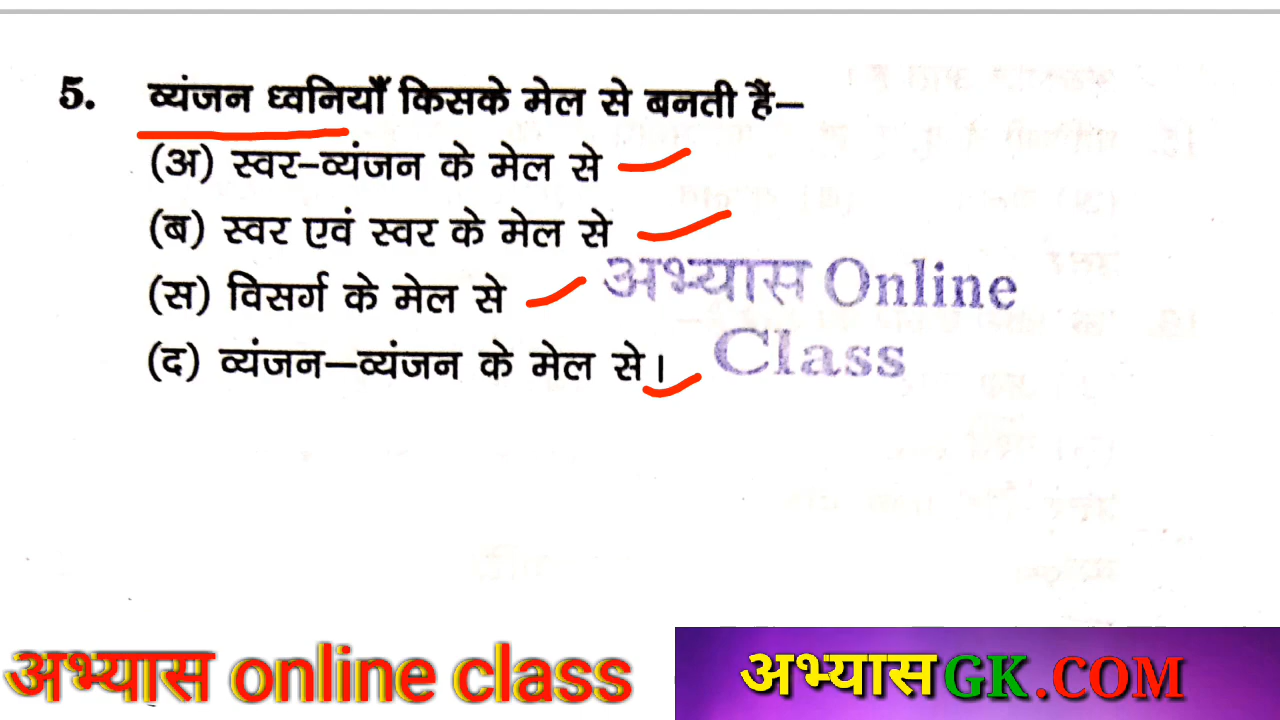 5. व्यंजन ध्वनियाँ किसके मेल से बनती हैं–
(अ) स्वर–व्यंजन के मेल से
(ब) स्वर एवं स्वर के मेल से
(स) विसर्ग के मेल से
(द) व्यंजन–व्यंजन के मेल से।
अभ्यास Online
Class
अभ्यास online class
अभ्यासGK.COM